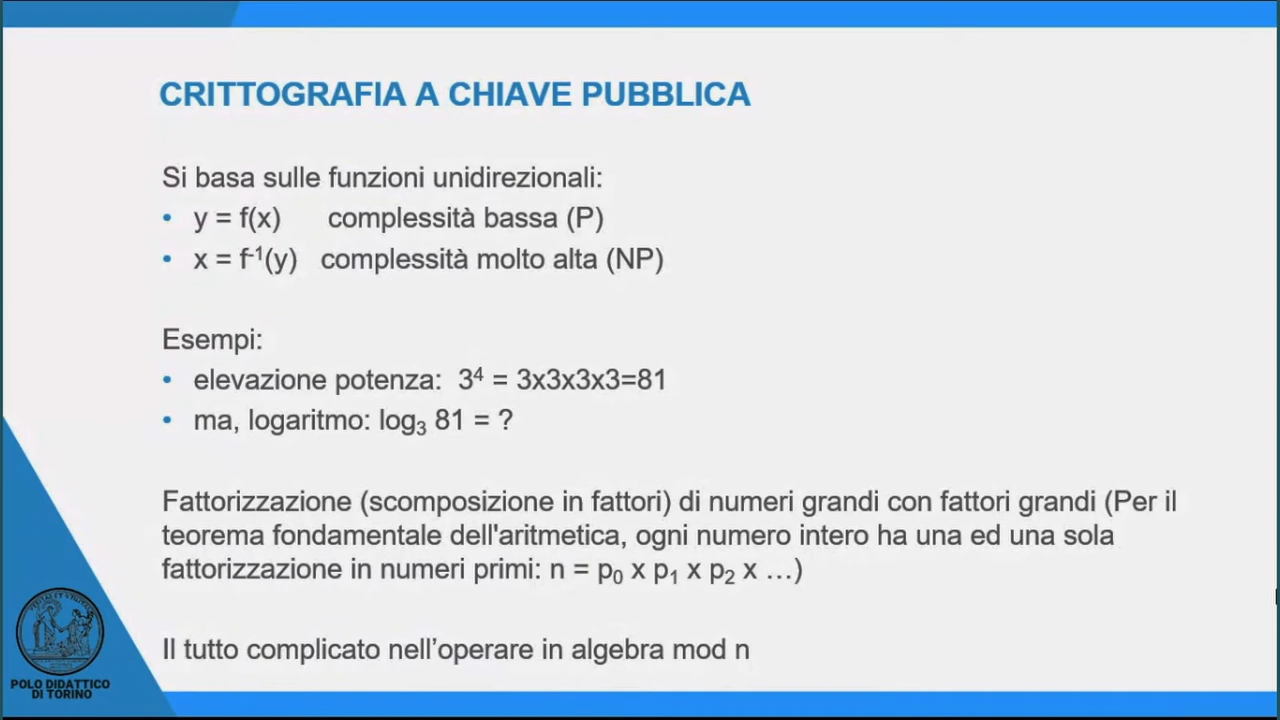 CRITTOGRAFIA A CHIAVE PUBBLICA
Si basa sulle funzioni unidirezionali:
• y = f(x) complessità bassa (P)
• x = f⁻¹(y) complessità molto alta (NP)
Esempi:
• elevazione potenza: 3⁴ = 3x3x3x3=81
• ma, logaritmo: log₃ 81 = ?
Fattorizzazione (scomposizione in fattori) di numeri grandi con fattori grandi (Per il
teorema fondamentale dell'aritmetica, ogni numero intero ha una ed una sola
fattorizzazione in numeri primi: n = p₀ x p₁ x p₂ x …)
Il tutto complicato nell’operare in algebra mod n
POLO DIDATTICO
DI TORINO